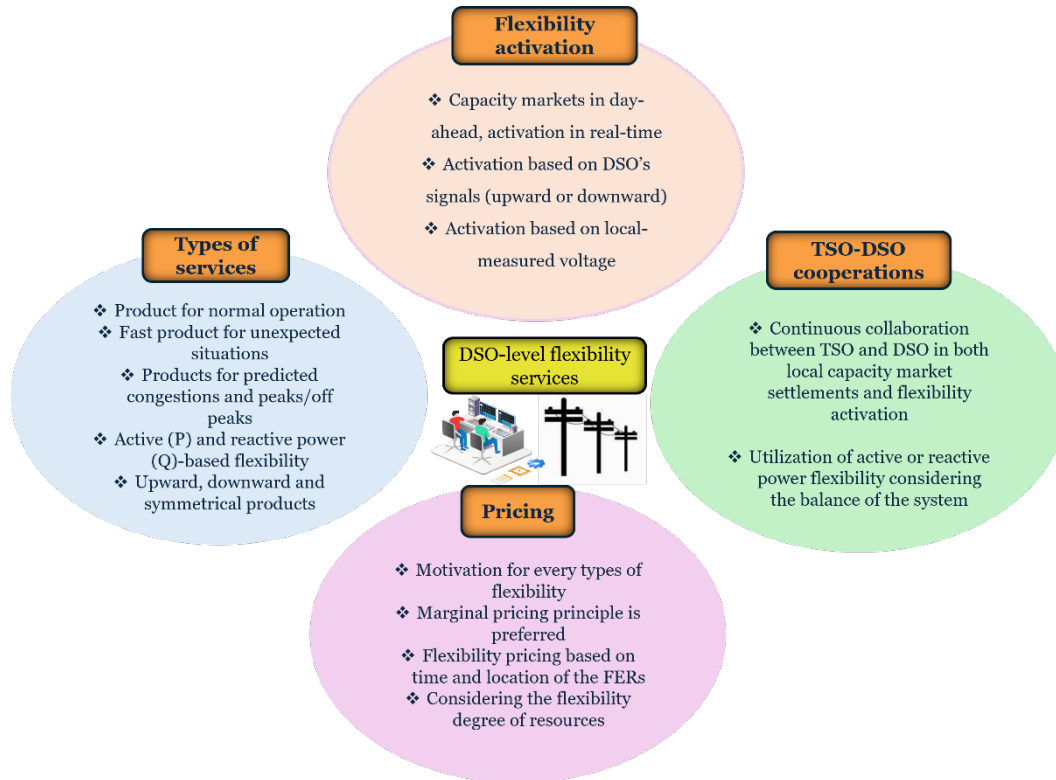 Flexibility
activation
❖ Capacity markets in day-
ahead, activation in real-time
❖ Activation based on DSO’s
signals (upward or downward)
❖ Activation based on local-
measured voltage
Types of
services
❖ Product for normal operation
❖ Fast product for unexpected
situations
❖ Products for predicted
congestions and peaks/off
peaks
❖ Active (P) and reactive power
(Q)-based flexibility
❖ Upward, downward and
symmetrical products
DSO-level flexibility
services
TSO-DSO
cooperations
❖ Continuous collaboration
between TSO and DSO in both
local capacity market
settlements and flexibility
activation
❖ Utilization of active or reactive
power flexibility considering
the balance of the system
Pricing
❖ Motivation for every types of
flexibility
❖ Marginal pricing principle is
preferred
❖ Flexibility pricing based on
time and location of the FERs
❖ Considering the flexibility
degree of resources